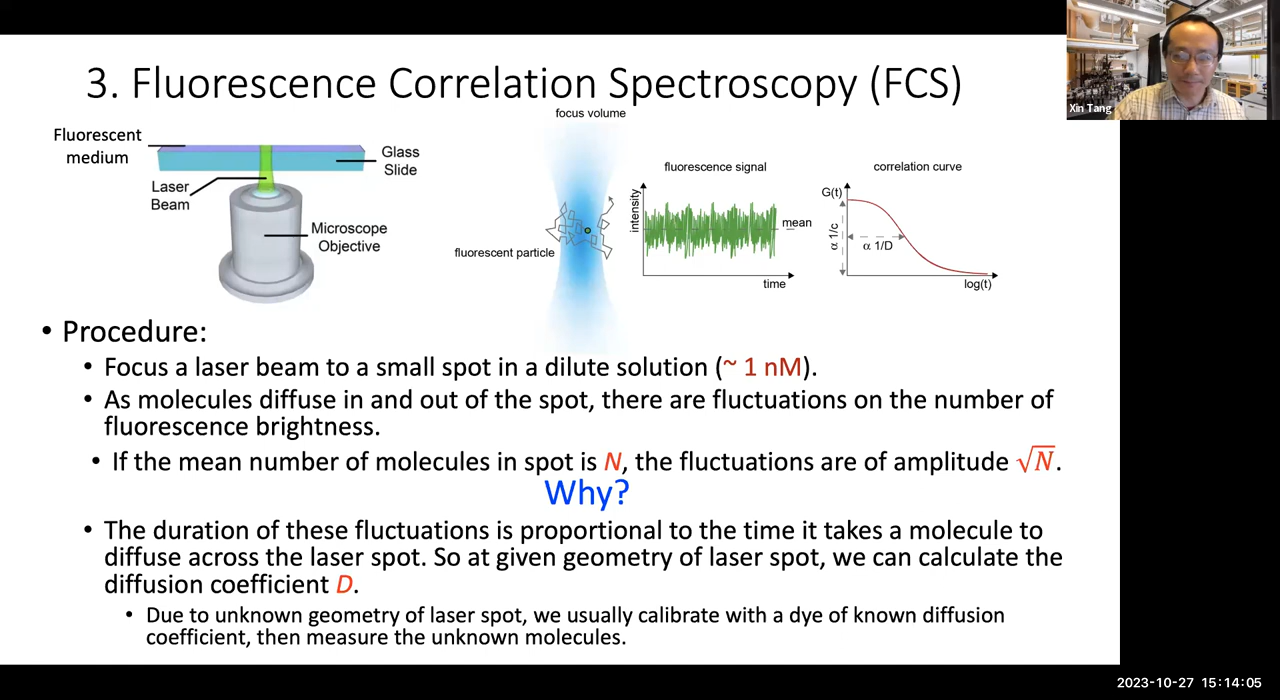 3. Fluorescence Correlation Spectroscopy (FCS)
Xin Tang
focus volume
Fluorescent
medium
Glass
Slide
Laser
Beam
Microscope
Objective
fluorescent particle
fluorescence signal
intensity
mean
time
correlation curve
G(t)
α 1/c
α 1/D
log(t)
• Procedure:
• Focus a laser beam to a small spot in a dilute solution (~ 1 nM).
• As molecules diffuse in and out of the spot, there are fluctuations on the number of
fluorescence brightness.
• If the mean number of molecules in spot is N, the fluctuations are of amplitude √N.
Why?
• The duration of these fluctuations is proportional to the time it takes a molecule to
diffuse across the laser spot. So at given geometry of laser spot, we can calculate the
diffusion coefficient D.
• Due to unknown geometry of laser spot, we usually calibrate with a dye of known diffusion
coefficient, then measure the unknown molecules.
2023-10-27 15:14:05